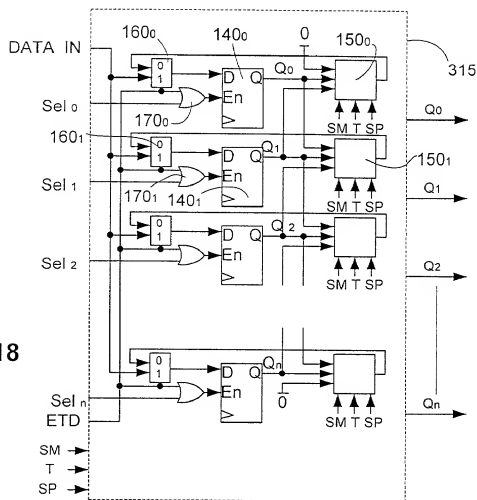 160₀ 140₀ 0 150₀
DATA IN
0
1
D Q
En
Q₀
315
Sel ₀
170₀
SM T SP
Q₀
160₁
0
1
D Q
En
Q₁
Sel ₁
170₁ 140₁
150₁
SM T SP
Q₁
0
1
D Q
En
Q 2
Sel ₂
SM T SP
Q₂
18
0
1
D Q
En
Qₙ
0
Sel ₙ
ETD
SM T SP
Qₙ
SM
T
SP